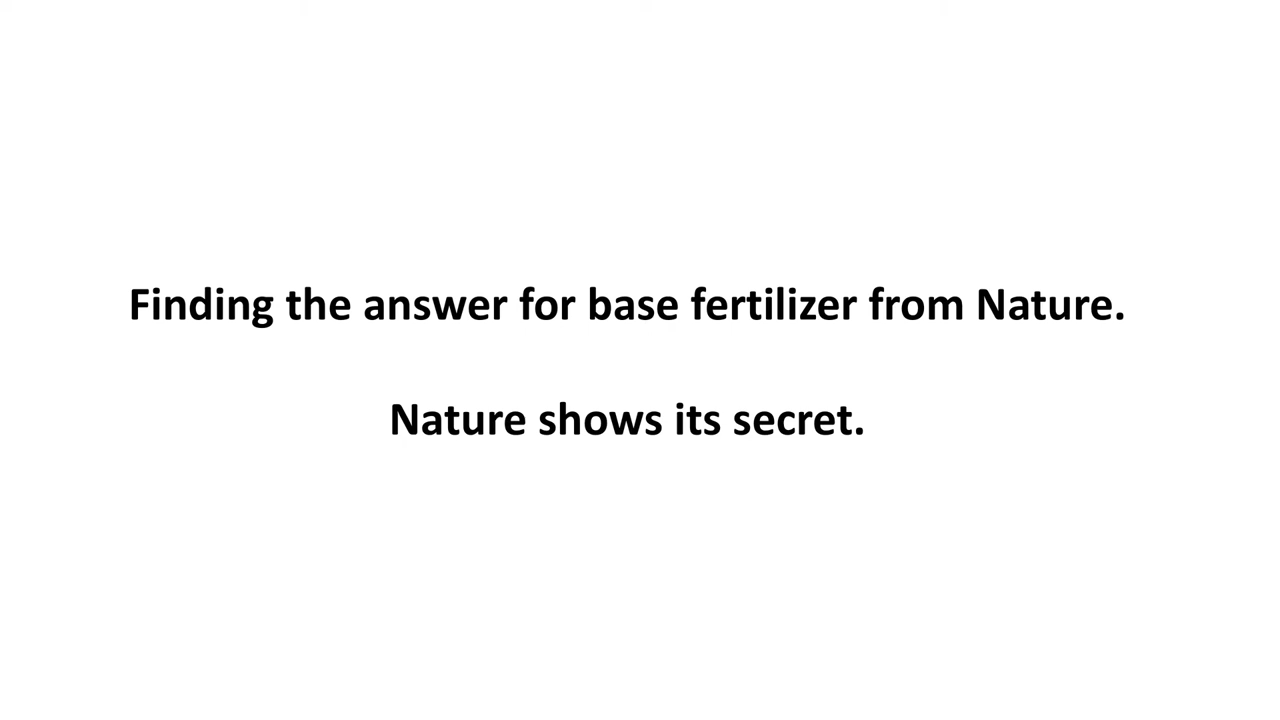 Finding the answer for base fertilizer from Nature.
Nature shows its secret.